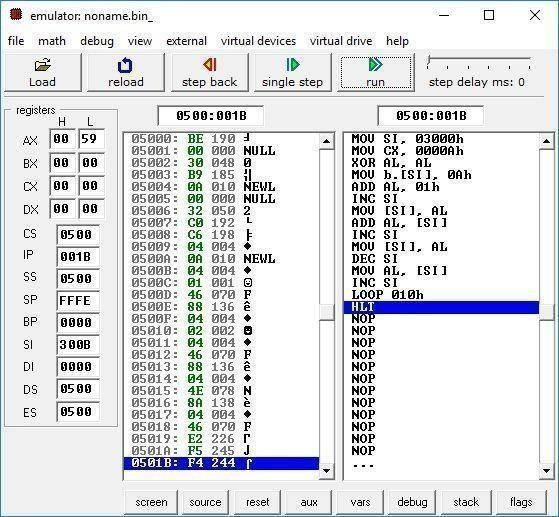 emulator: noname.bin_
file math debug view external virtual devices virtual drive help
Load reload step back single step run step delay ms: 0
registers
H L
AX 00 59
BX 00 00
CX 00 00
DX 00 00
CS 0500
IP 001B
SS 0500
SP FFFE
BP 0000
SI 300B
DI 0000
DS 0500
ES 0500
0500:001B
05000: BE 190 ╛
05001: 00 000 NULL
05002: 30 048 0
05003: B9 185 ╣
05004: 0A 010 NEWL
05005: 00 000 NULL
05006: 32 050 2
05007: C0 192 └
05008: C6 198 ╞
05009: 04 004 ♦
0500A: 0A 010 NEWL
0500B: 04 004 ♦
0500C: 01 001 ☺
0500D: 46 070 F
0500E: 88 136 ê
0500F: 04 004 ♦
05010: 02 002 ☻
05011: 04 004 ♦
05012: 46 070 F
05013: 88 136 ê
05014: 04 004 ♦
05015: 4E 078 N
05016: 8A 138 è
05017: 04 004 ♦
05018: 46 070 F
05019: E2 226 Γ
0501A: F5 245 ⌡
0501B: F4 244 ⌠
0500:001B
MOV SI, 03000h
MOV CX, 0000Ah
XOR AL, AL
MOV b.[SI], 0Ah
ADD AL, 01h
INC SI
MOV [SI], AL
ADD AL, [SI]
INC SI
MOV [SI], AL
DEC SI
MOV AL, [SI]
INC SI
LOOP 010h
HLT
NOP
NOP
NOP
NOP
NOP
NOP
NOP
NOP
NOP
NOP
NOP
NOP
...
screen source reset aux vars debug stack flags